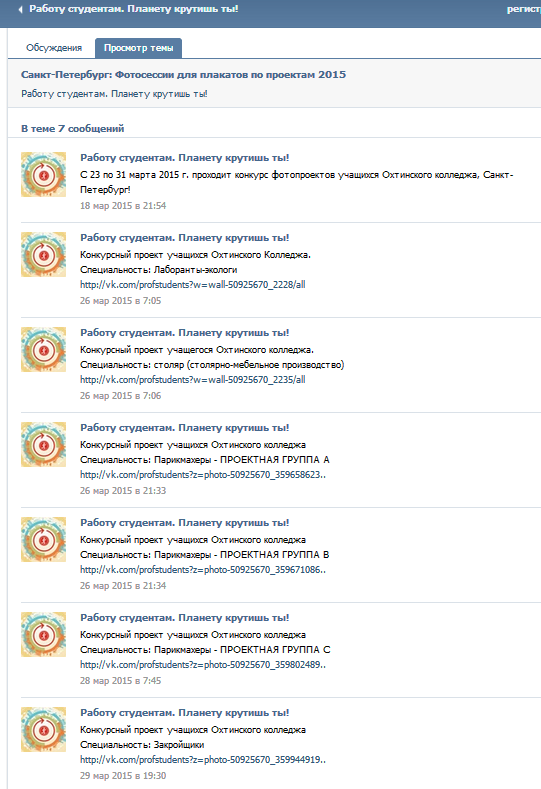 Работу студентам. Планету крутишь ты!
регистр
Обсуждения
Просмотр темы
Санкт-Петербург: Фотосессии для плакатов по проектам 2015
Работу студентам. Планету крутишь ты!
В теме 7 сообщений
Работу студентам. Планету крутишь ты!
С 23 по 31 марта 2015 г. проходит конкурс фотопроектов учащихся Охтинского колледжа, Санкт-
Петербург!
18 мар 2015 в 21:54
Работу студентам. Планету крутишь ты!
Конкурсный проект учащихся Охтинского Колледжа.
Специальность: Лаборанты-экологи
http://vk.com/profstudents?w=wall-50925670_2228/all
26 мар 2015 в 7:05
Работу студентам. Планету крутишь ты!
Конкурсный проект учащегося Охтинского колледжа.
Специальность: столяр (столярно-мебельное производство)
http://vk.com/profstudents?w=wall-50925670_2235/all
26 мар 2015 в 7:06
Работу студентам. Планету крутишь ты!
Конкурсный проект учащихся Охтинского колледжа
Специальность: Парикмахеры - ПРОЕКТНАЯ ГРУППА А
http://vk.com/profstudents?z=photo-50925670_359658623..
26 мар 2015 в 21:33
Работу студентам. Планету крутишь ты!
Конкурсный проект учащихся Охтинского колледжа
Специальность: Парикмахеры - ПРОЕКТНАЯ ГРУППА В
http://vk.com/profstudents?z=photo-50925670_359671086..
26 мар 2015 в 21:34
Работу студентам. Планету крутишь ты!
Конкурсный проект учащихся Охтинского колледжа
Специальность: Парикмахеры - ПРОЕКТНАЯ ГРУППА С
http://vk.com/profstudents?z=photo-50925670_359802489..
28 мар 2015 в 7:45
Работу студентам. Планету крутишь ты!
Конкурсный проект учащихся Охтинского колледжа
Специальность: Закройщики
http://vk.com/profstudents?z=photo-50925670_359944919..
29 мар 2015 в 19:30